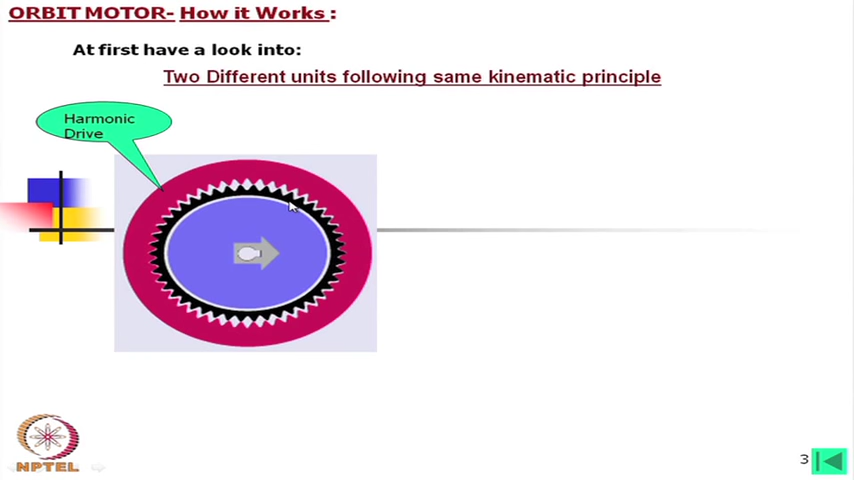 ORBIT MOTOR- How it Works :
At first have a look into:
Two Different units following same kinematic principle
Harmonic
Drive
NPTEL
3